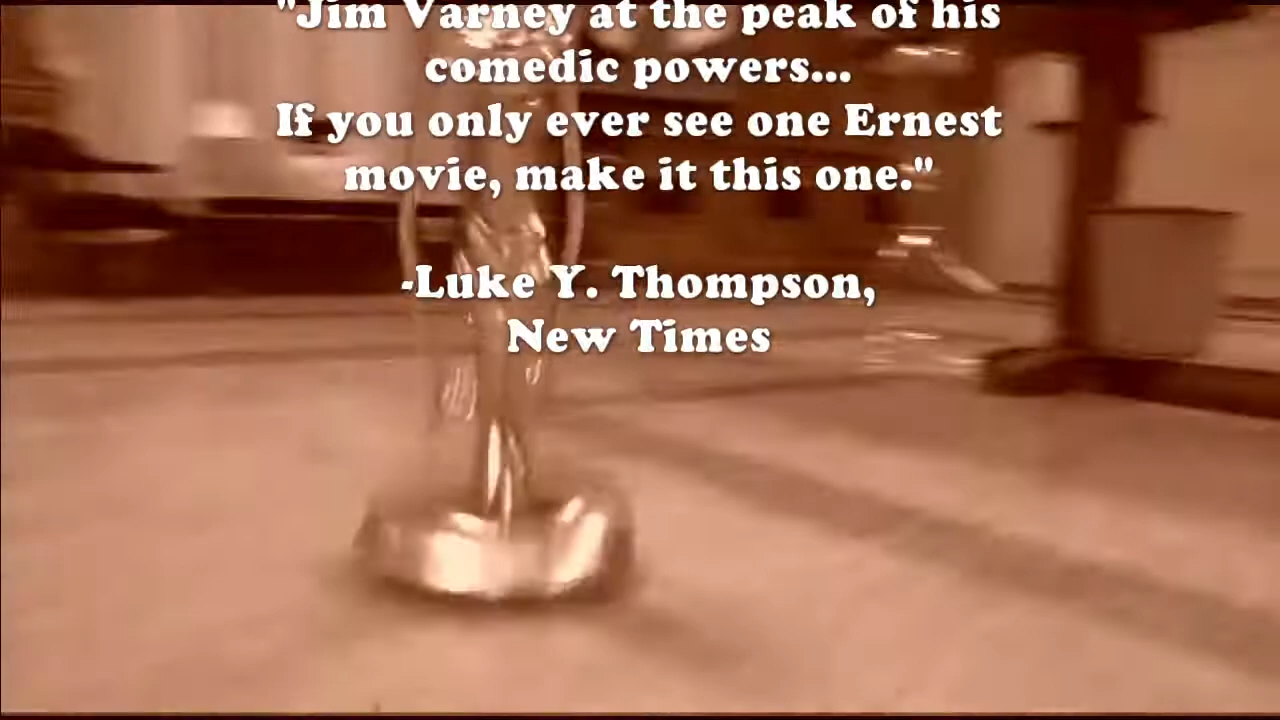 "Jim Varney at the peak of his
comedic powers...
If you only ever see one Ernest
movie, make it this one."
-Luke Y. Thompson,
New Times